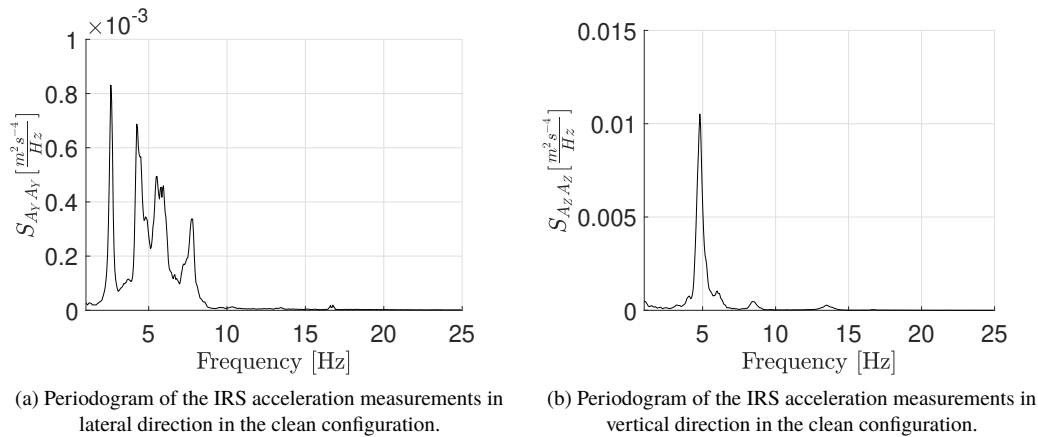 ×10^-3
1
0.8
0.6
0.4
0.2
0
5 10 15 20 25
Frequency [Hz]
S_{A_Y A_Y} [m^2 s^{-4} / Hz]
(a) Periodogram of the IRS acceleration measurements in
lateral direction in the clean configuration.
0.015
0.01
0.005
0
5 10 15 20 25
Frequency [Hz]
S_{A_Z A_Z} [m^2 s^{-4} / Hz]
(b) Periodogram of the IRS acceleration measurements in
vertical direction in the clean configuration.